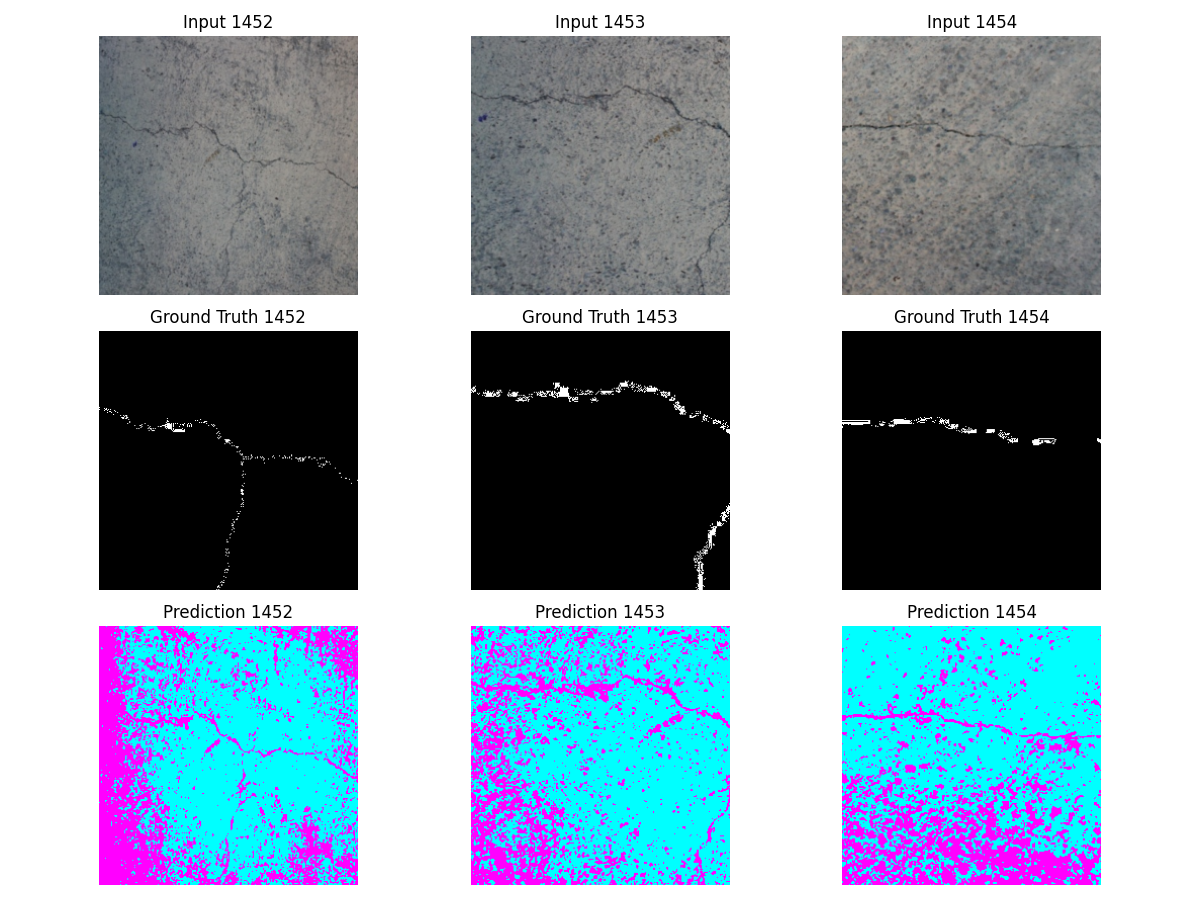 Input 1452
Input 1453
Input 1454
Ground Truth 1452
Ground Truth 1453
Ground Truth 1454
Prediction 1452
Prediction 1453
Prediction 1454